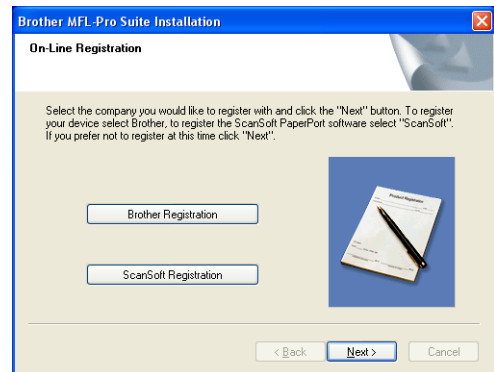 Brother MFL-Pro Suite Installation
On-Line Registration
Select the company you would like to register with and click the "Next" button. To register
your device select Brother, to register the ScanSoft PaperPort software select "ScanSoft".
If you prefer not to register at this time click "Next".
Product Registration
Brother Registration
ScanSoft Registration
< Back
Next >
Cancel